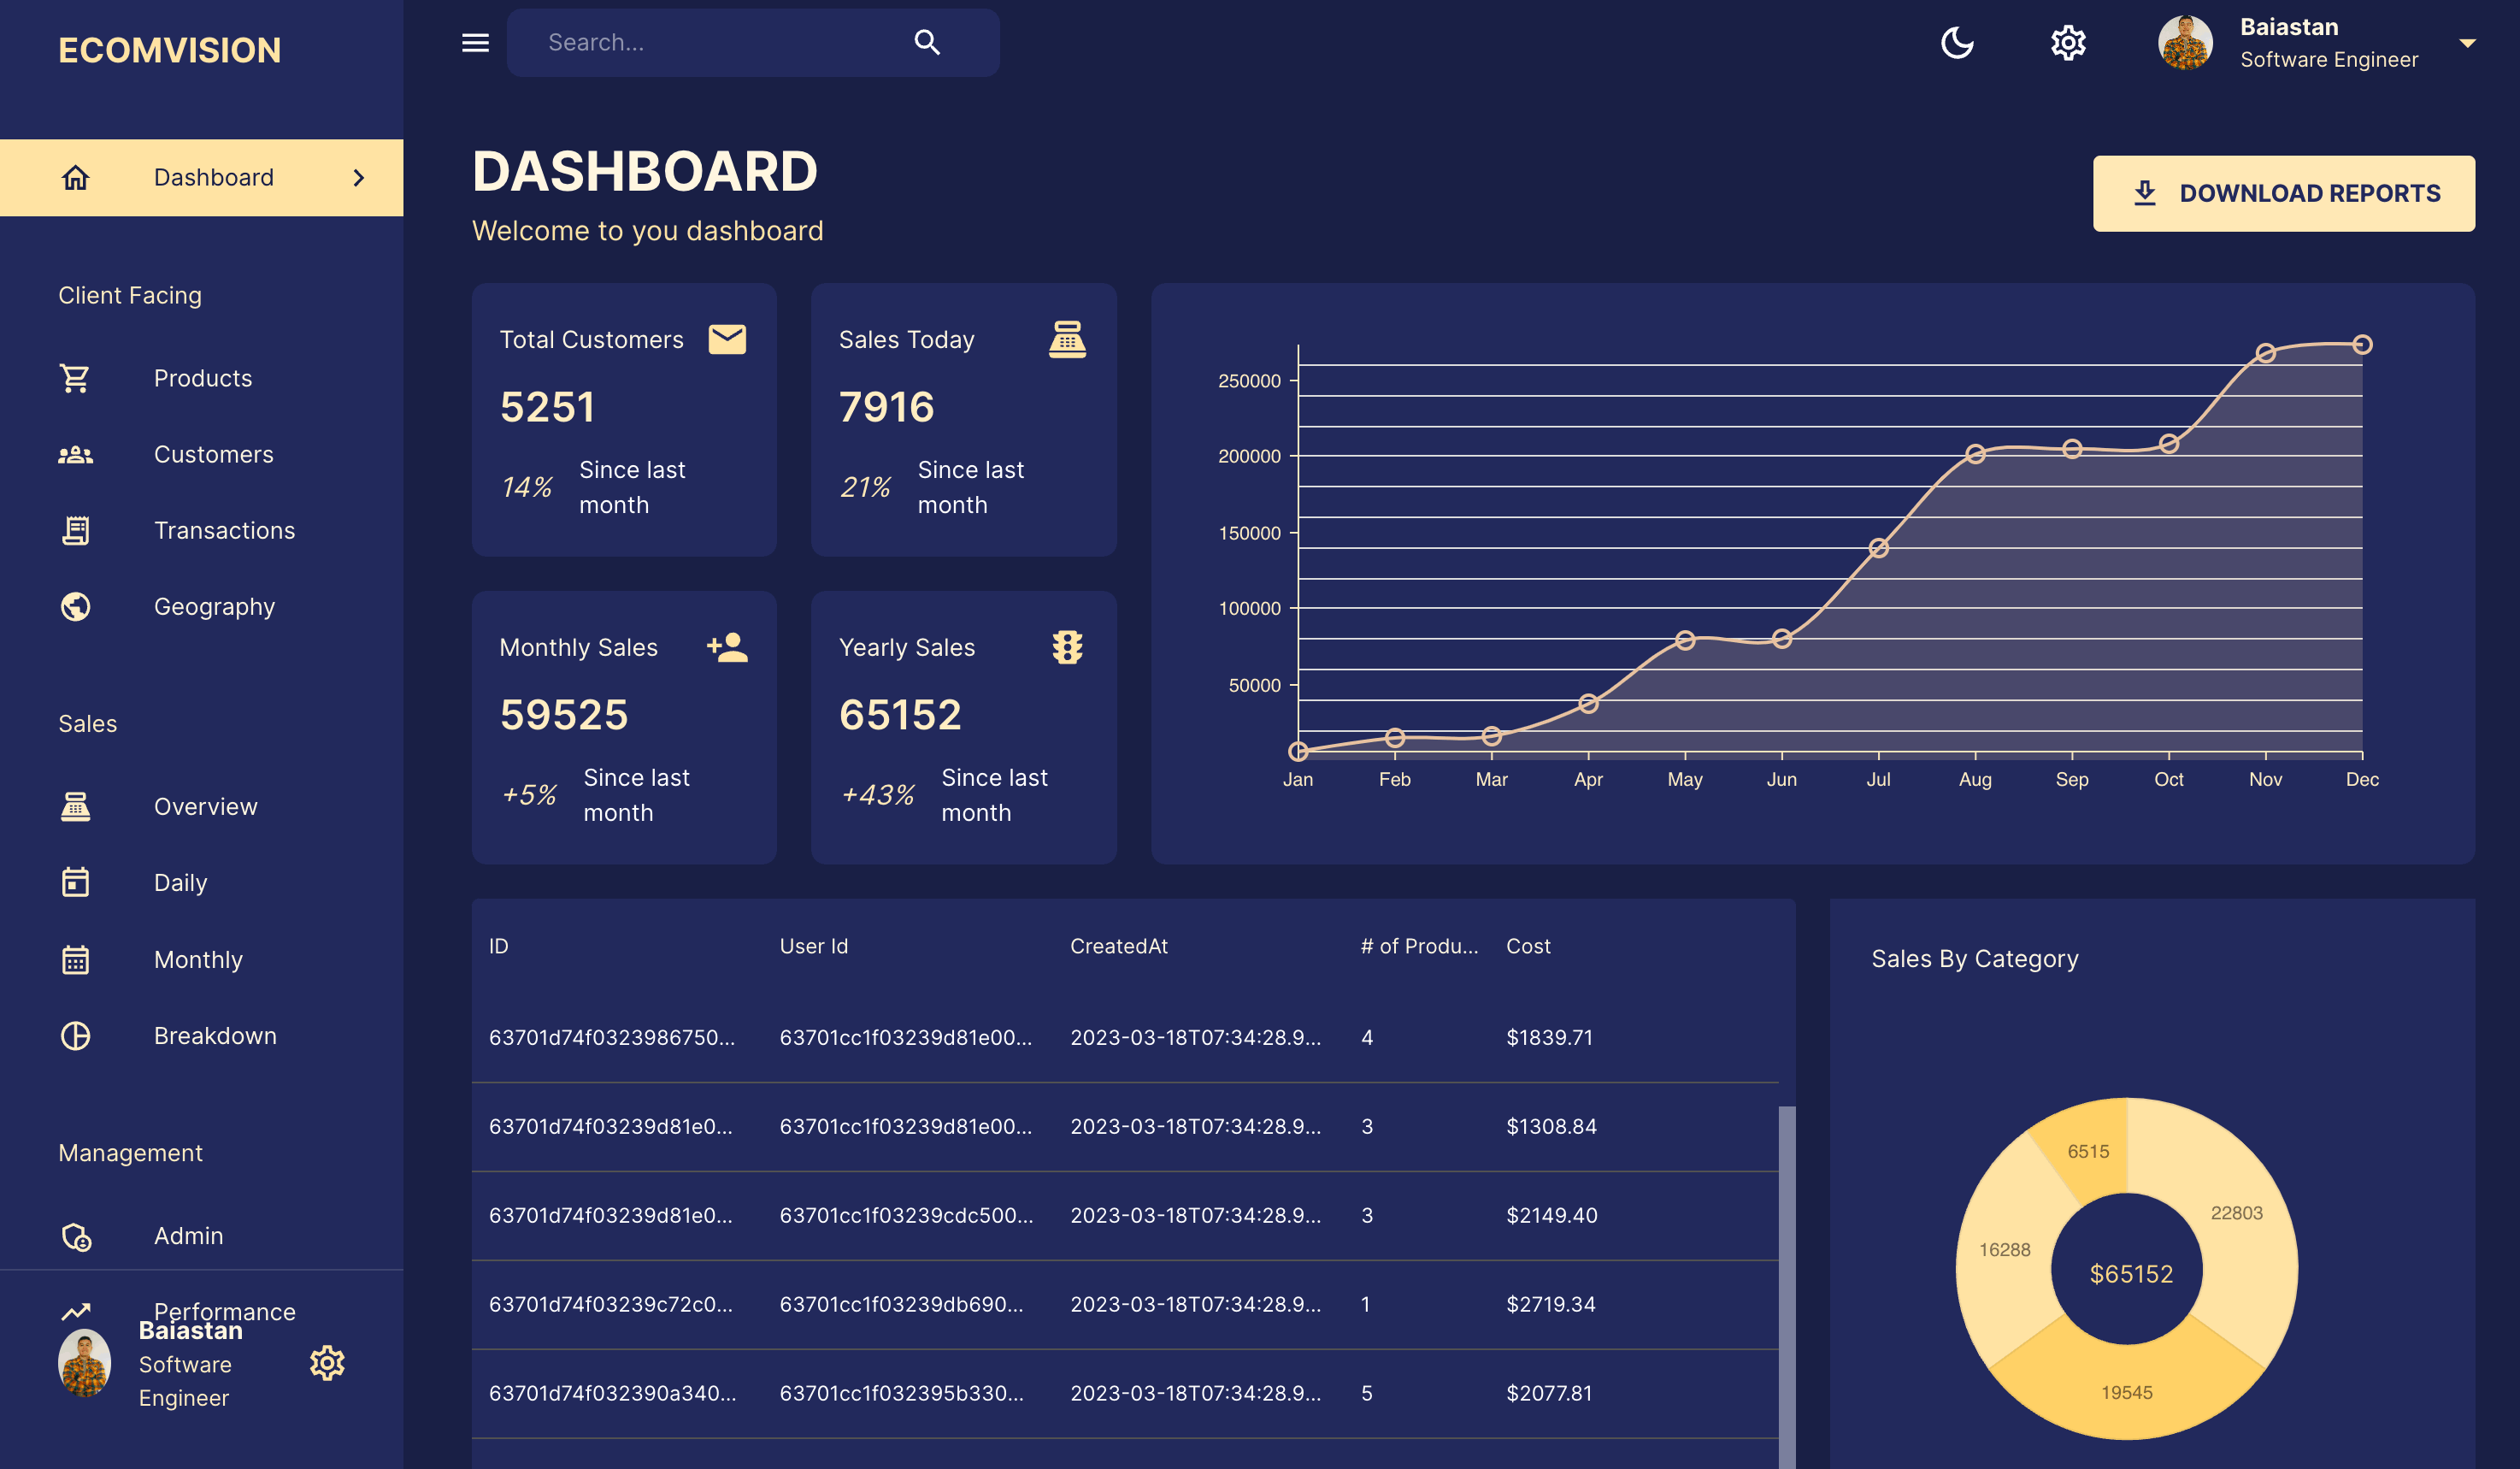 ECOMVISION
Search...
Baiastan
Software Engineer
Dashboard
Client Facing
Products
Customers
Transactions
Geography
Sales
Overview
Daily
Monthly
Breakdown
Management
Admin
Performance
Baiastan
Software
Engineer
DASHBOARD
Welcome to you dashboard
DOWNLOAD REPORTS
Total Customers
5251
14% Since last
month
Sales Today
7916
21% Since last
month
Monthly Sales
59525
+5% Since last
month
Yearly Sales
65152
+43% Since last
month
250000
200000
150000
100000
50000
Jan Feb Mar Apr May Jun Jul Aug Sep Oct Nov Dec
ID User Id CreatedAt # of Produ... Cost
63701d74f0323986750... 63701cc1f03239d81e00... 2023-03-18T07:34:28.9... 4 $1839.71
63701d74f03239d81e0... 63701cc1f03239d81e00... 2023-03-18T07:34:28.9... 3 $1308.84
63701d74f03239d81e0... 63701cc1f03239cdc500... 2023-03-18T07:34:28.9... 3 $2149.40
63701d74f03239c72c0... 63701cc1f03239db690... 2023-03-18T07:34:28.9... 1 $2719.34
63701d74f032390a340... 63701cc1f032395b330... 2023-03-18T07:34:28.9... 5 $2077.81
Sales By Category
6515
22803
16288
$65152
19545